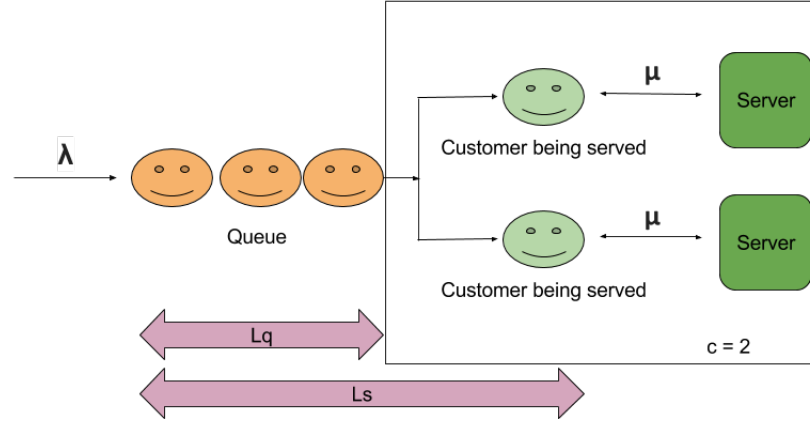 λ
Queue
μ
Customer being served
Server
μ
Customer being served
Server
Lq
c = 2
Ls